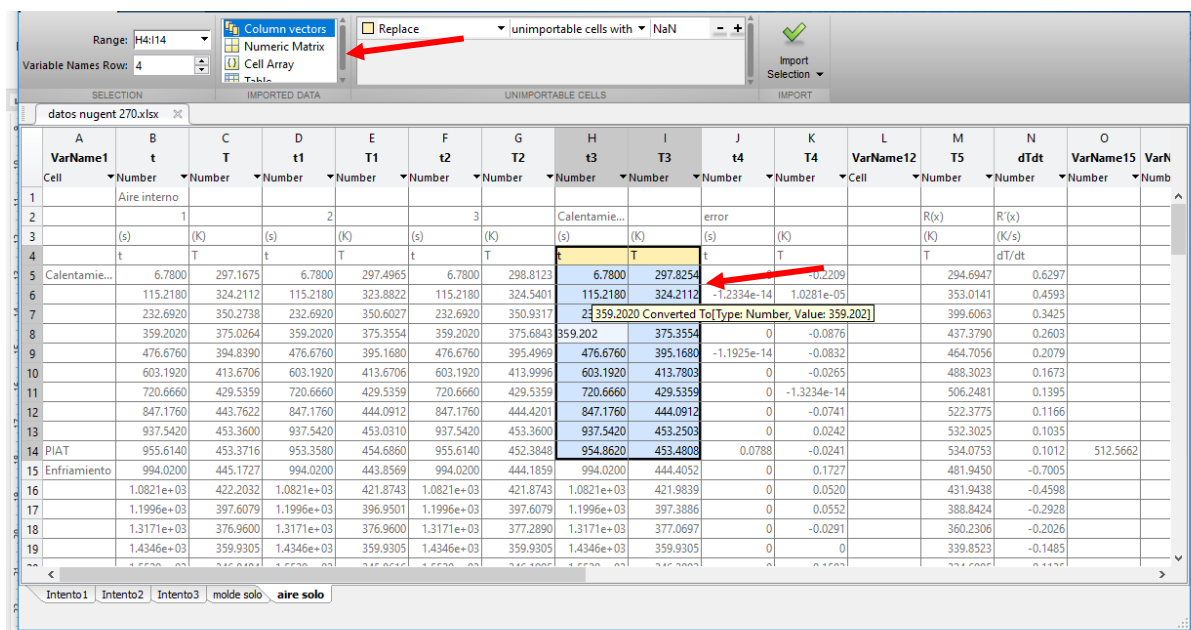 Range: H4:I14
Variable Names Row: 4
SELECTION
Column vectors
Numeric Matrix
Cell Array
Table
IMPORTED DATA
Replace unimportable cells with NaN - +
UNIMPORTABLE CELLS
Import
Selection
IMPORT
datos nugent 270.xlsx
A B C D E F G H I J K L M N O
VarName1 t T t1 T1 t2 T2 t3 T3 t4 T4 VarName12 T5 dTdt VarName15 VarN
Cell Number Number Number Number Number Number Number Number Number Number Cell Number Number Number Numb
1 Aire interno
2 1 2 3 Calentamie... error R(x) R'(x)
3 (s) (K) (s) (K) (s) (K) (s) (K) (s) (K) (K) (K/s)
4 t T t T t T t T t T T dT/dt
5 Calentamie... 6.7800 297.1675 6.7800 297.4965 6.7800 298.8123 6.7800 297.8254 -0.2209 294.6947 0.6297
6 115.2180 324.2112 115.2180 323.8822 115.2180 324.5401 115.2180 324.2112 -1.2334e-14 1.0281e-05 353.0141 0.4593
7 232.6920 350.2738 232.6920 350.6027 232.6920 350.9317 23 359.2020 Converted To[Type: Number, Value: 359.202] 399.6063 0.3425
8 359.2020 375.0264 359.2020 375.3554 359.2020 375.6843 359.202 375.3554 0 -0.0876 437.3790 0.2603
9 476.6760 394.8390 476.6760 395.1680 476.6760 395.4969 476.6760 395.1680 -1.1925e-14 -0.0832 464.7056 0.2079
10 603.1920 413.6706 603.1920 413.6706 603.1920 413.9996 603.1920 413.7803 0 -0.0265 488.3023 0.1673
11 720.6660 429.5359 720.6660 429.5359 720.6660 429.5359 720.6660 429.5359 0 -1.3234e-14 506.2481 0.1395
12 847.1760 443.7622 847.1760 444.0912 847.1760 444.4201 847.1760 444.0912 0 -0.0741 522.3775 0.1166
13 937.5420 453.3600 937.5420 453.0310 937.5420 453.3600 937.5420 453.2503 0 0.0242 532.3025 0.1035
14 PIAT 955.6140 453.3716 953.3580 454.6860 955.6140 452.3848 954.8620 453.4808 0.0788 -0.0241 534.0753 0.1012 512.5662
15 Enfriamiento 994.0200 445.1727 994.0200 443.8569 994.0200 444.1859 994.0200 444.4052 0 0.1727 481.9450 -0.7005
16 1.0821e+03 422.2032 1.0821e+03 421.8743 1.0821e+03 421.8743 1.0821e+03 421.9839 0 0.0520 431.9438 -0.4598
17 1.1996e+03 397.6079 1.1996e+03 396.9501 1.1996e+03 397.6079 1.1996e+03 397.3886 0 0.0552 388.8424 -0.2928
18 1.3171e+03 376.9600 1.3171e+03 376.9600 1.3171e+03 377.2890 1.3171e+03 377.0697 0 -0.0291 360.2306 -0.2026
19 1.4346e+03 359.9305 1.4346e+03 359.9305 1.4346e+03 359.9305 1.4346e+03 359.9305 0 0 339.8523 -0.1485
Intento1 Intento2 Intento3 molde solo aire solo